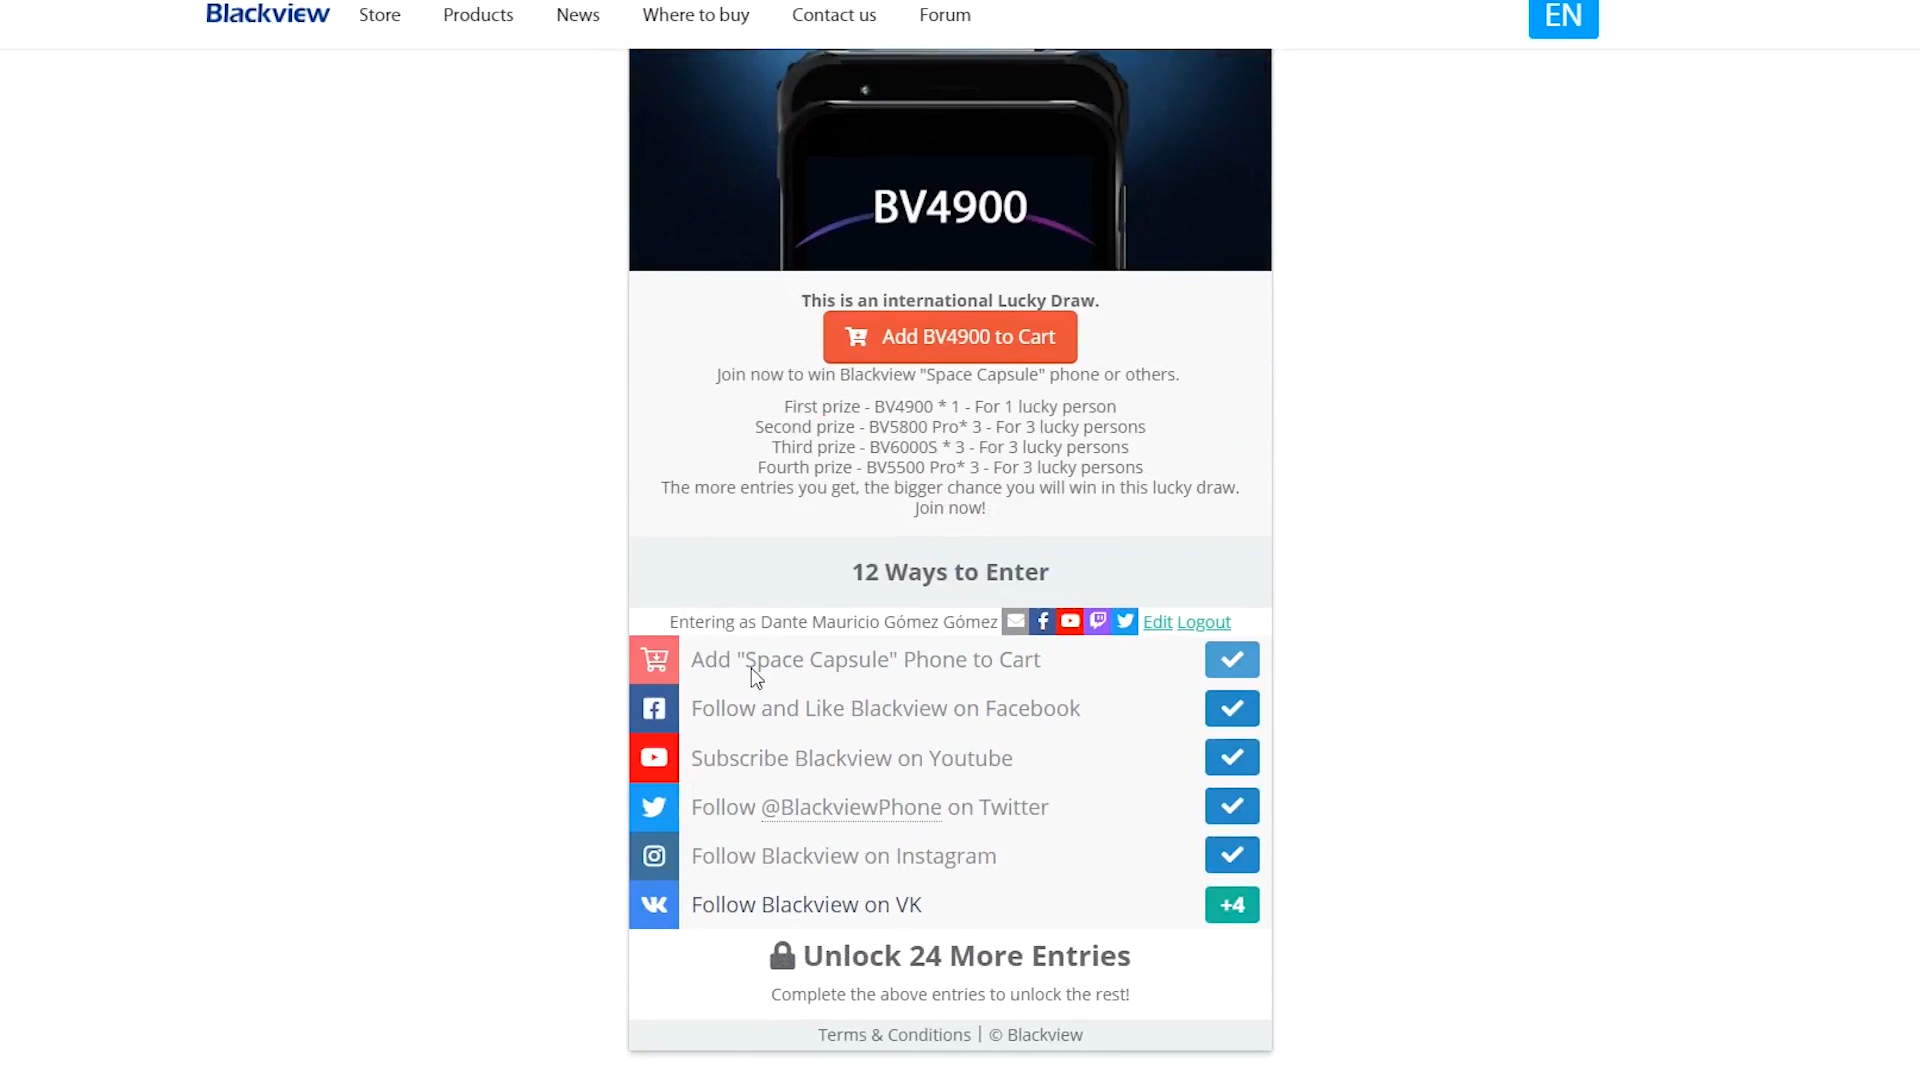 Blackview
Store
Products
News
Where to buy
Contact us
Forum
EN
BV4900
This is an international Lucky Draw.
Add BV4900 to Cart
Join now to win Blackview "Space Capsule" phone or others.
First prize - BV4900 * 1 - For 1 lucky person
Second prize - BV5800 Pro* 3 - For 3 lucky persons
Third prize - BV6000S * 3 - For 3 lucky persons
Fourth prize - BV5500 Pro* 3 - For 3 lucky persons
The more entries you get, the bigger chance you will win in this lucky draw.
Join now!
12 Ways to Enter
Entering as Dante Mauricio Gómez Gómez Edit Logout
Add "Space Capsule" Phone to Cart
Follow and Like Blackview on Facebook
Subscribe Blackview on Youtube
Follow @BlackviewPhone on Twitter
Follow Blackview on Instagram
Follow Blackview on VK +4
Unlock 24 More Entries
Complete the above entries to unlock the rest!
Terms & Conditions | © Blackview